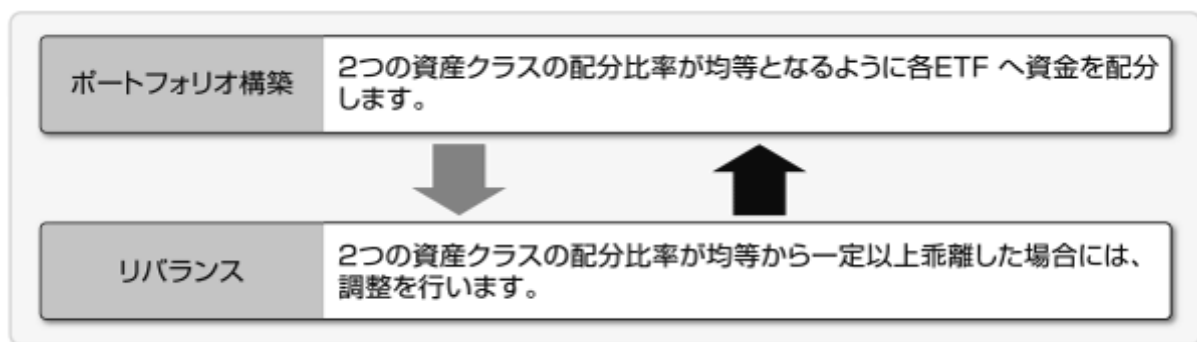 ポートフォリオ構築
2つの資産クラスの配分比率が均等となるように各ETF へ資金を配分
します。
リバランス
2つの資産クラスの配分比率が均等から一定以上乖離した場合には、
調整を行います。